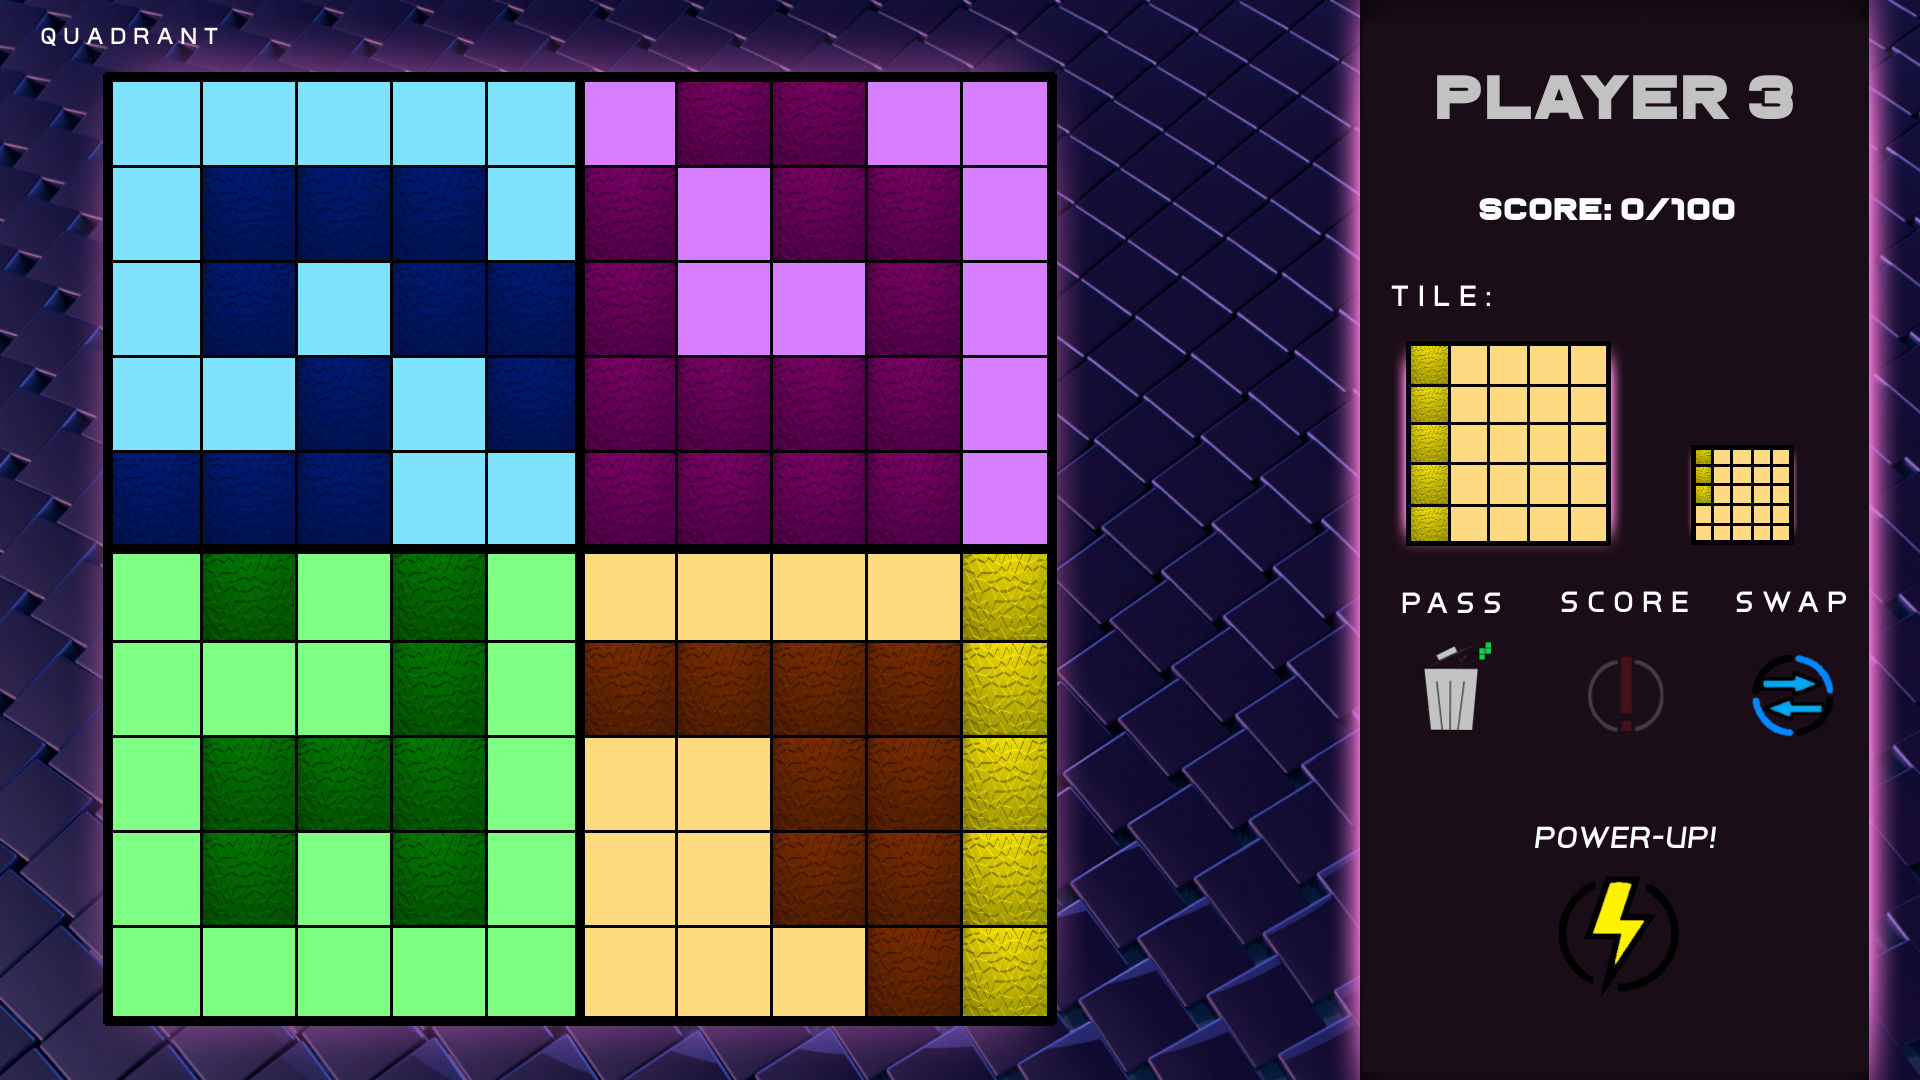 QUADRANT
PLAYER 3
SCORE: 0/100
TILE:
PASS SCORE SWAP
POWER-UP!